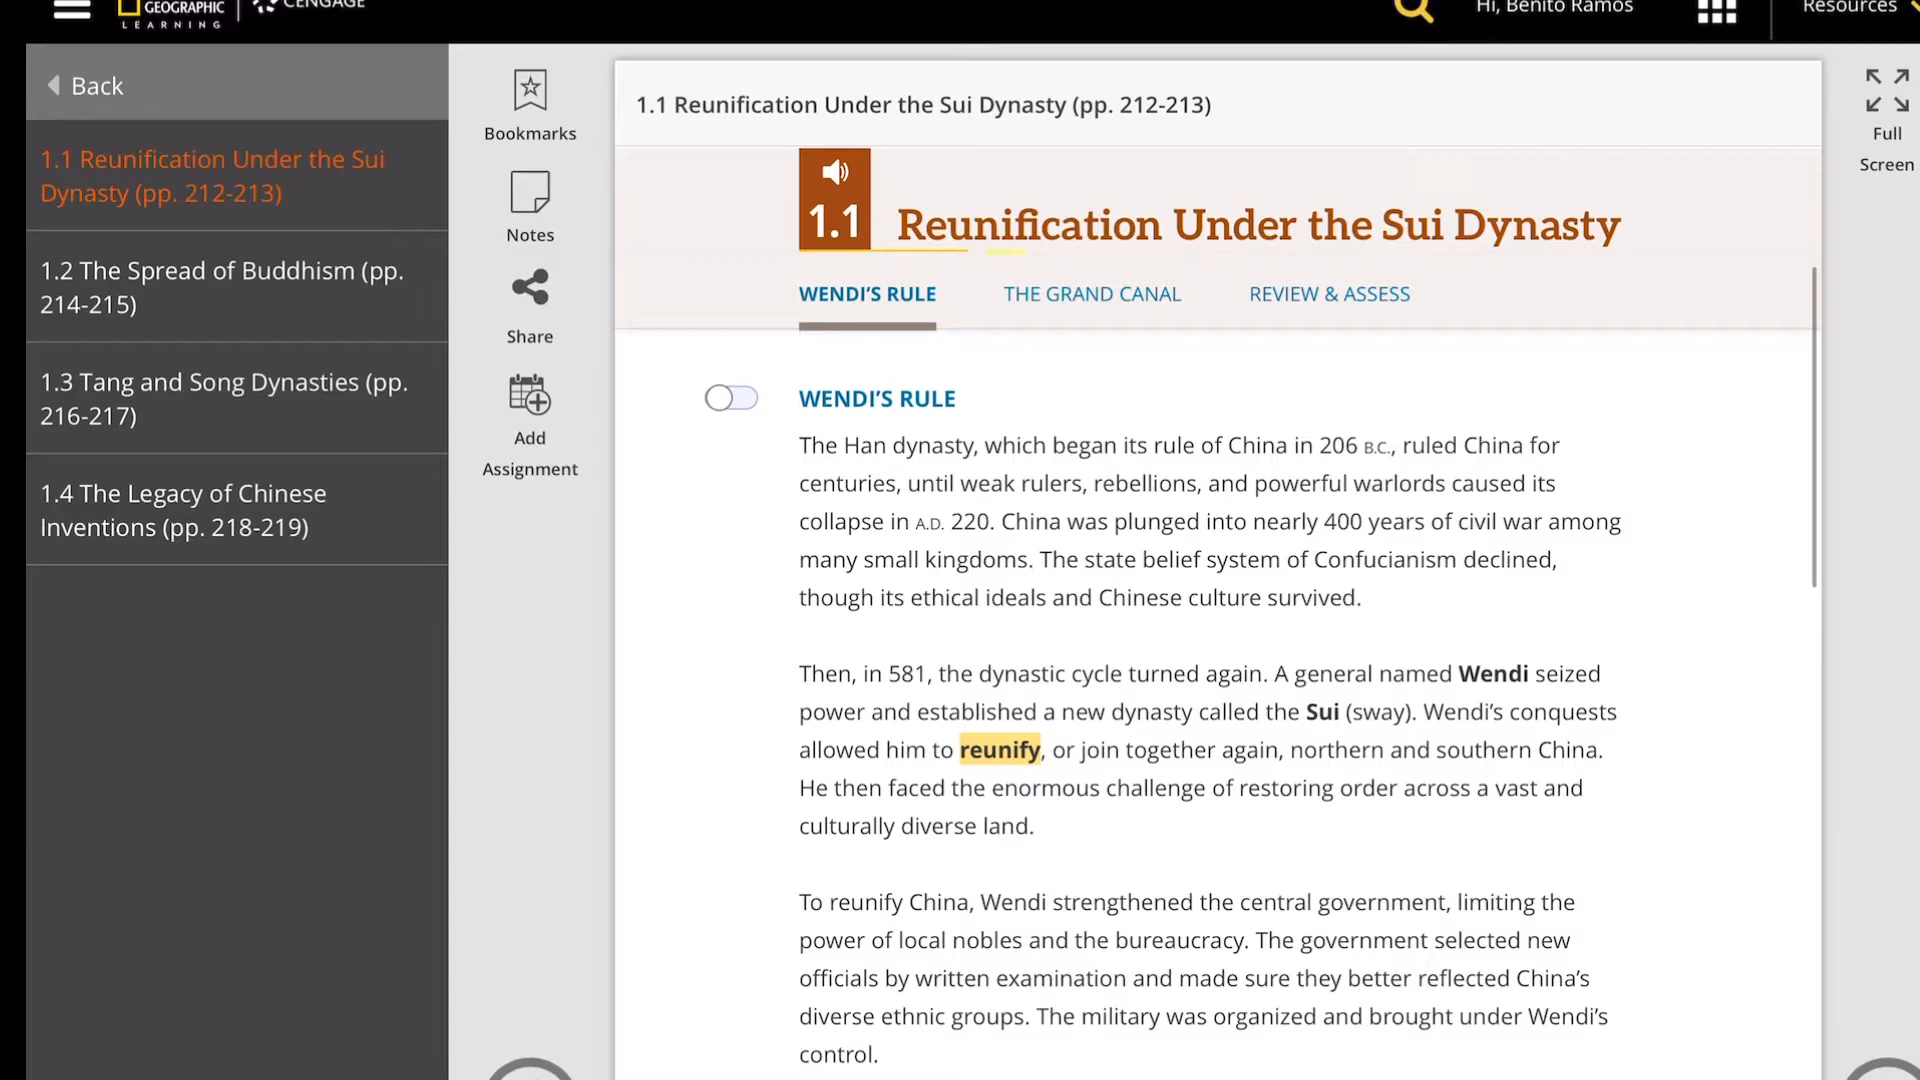 GEOGRAPHIC
LEARNING
CENGAGE
Hi, Benito Ramos
Resources
Back
1.1 Reunification Under the Sui
Dynasty (pp. 212-213)
1.2 The Spread of Buddhism (pp.
214-215)
1.3 Tang and Song Dynasties (pp.
216-217)
1.4 The Legacy of Chinese
Inventions (pp. 218-219)
Bookmarks
Notes
Share
Add
Assignment
1.1 Reunification Under the Sui Dynasty (pp. 212-213)
Full
Screen
1.1 Reunification Under the Sui Dynasty
WENDI'S RULE THE GRAND CANAL REVIEW & ASSESS
WENDI'S RULE
The Han dynasty, which began its rule of China in 206 B.C., ruled China for
centuries, until weak rulers, rebellions, and powerful warlords caused its
collapse in A.D. 220. China was plunged into nearly 400 years of civil war among
many small kingdoms. The state belief system of Confucianism declined,
though its ethical ideals and Chinese culture survived.
Then, in 581, the dynastic cycle turned again. A general named Wendi seized
power and established a new dynasty called the Sui (sway). Wendi's conquests
allowed him to reunify, or join together again, northern and southern China.
He then faced the enormous challenge of restoring order across a vast and
culturally diverse land.
To reunify China, Wendi strengthened the central government, limiting the
power of local nobles and the bureaucracy. The government selected new
officials by written examination and made sure they better reflected China's
diverse ethnic groups. The military was organized and brought under Wendi's
control.